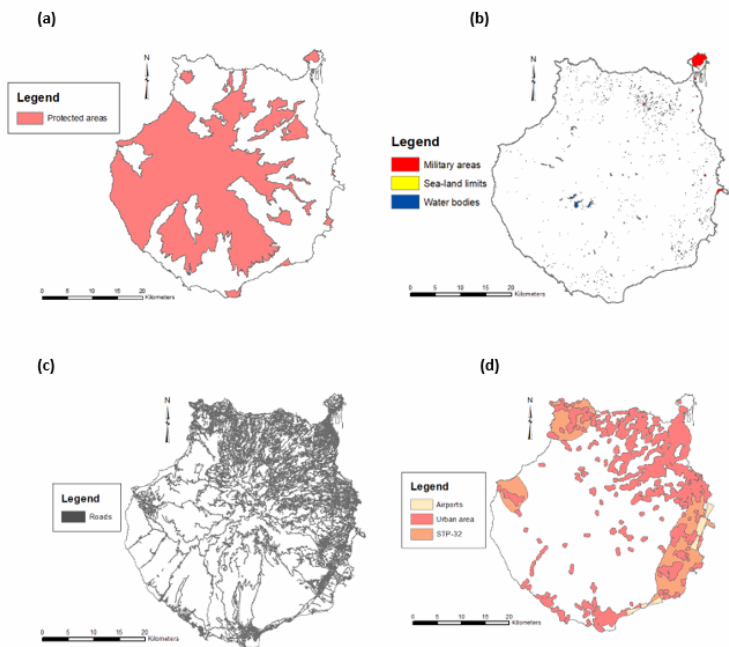 (a)
N
Legend
Protected areas
0 5 10 15 20
Kilometers
(b)
N
Legend
Military areas
Sea-land limits
Water bodies
0 5 10 15 20
Kilometers
(c)
N
Legend
Roads
0 5 10 15 20
Kilometers
(d)
N
Legend
Airports
Urban area
STP-32
0 5 10 15 20
Kilometers